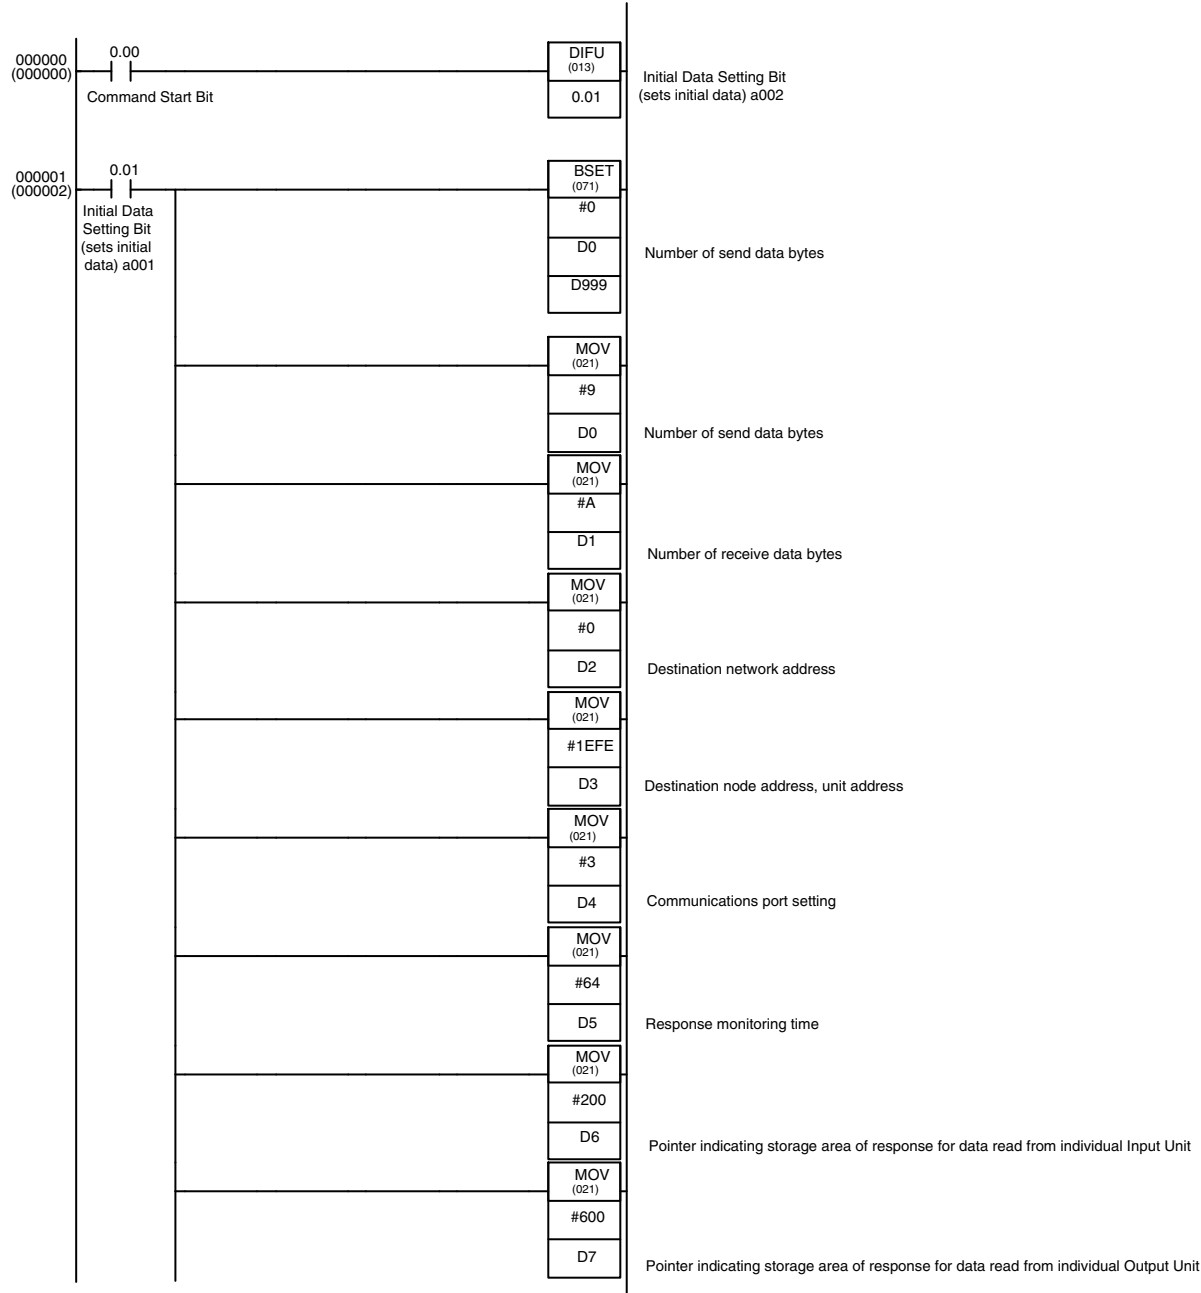 000000
(000000)
0.00
Command Start Bit
DIFU
(013)
0.01
Initial Data Setting Bit
(sets initial data) a002
000001
(000002)
0.01
Initial Data
Setting Bit
(sets initial
data) a001
BSET
(071)
#0
D0
Number of send data bytes
D999
MOV
(021)
#9
D0
Number of send data bytes
MOV
(021)
#A
D1
Number of receive data bytes
MOV
(021)
#0
D2
Destination network address
MOV
(021)
#1EFE
D3
Destination node address, unit address
MOV
(021)
#3
D4
Communications port setting
MOV
(021)
#64
D5
Response monitoring time
MOV
(021)
#200
D6
Pointer indicating storage area of response for data read from individual Input Unit
MOV
(021)
#600
D7
Pointer indicating storage area of response for data read from individual Output Unit